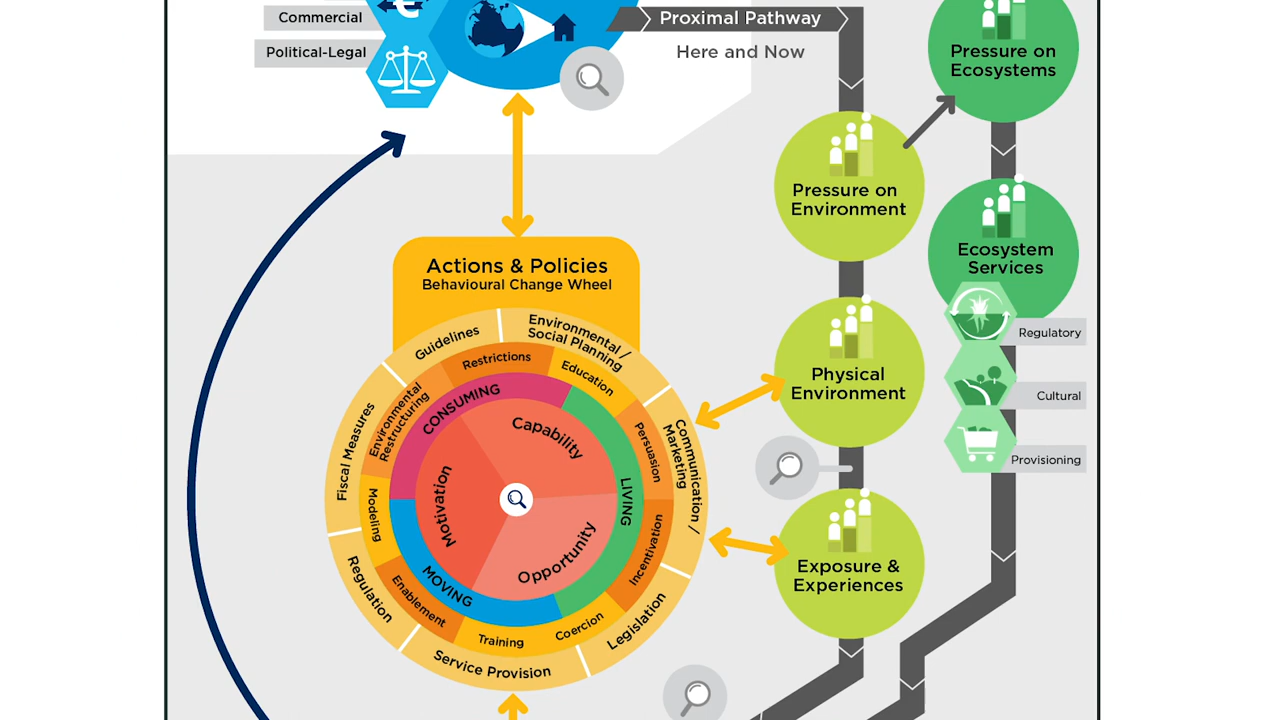 Commercial
Political-Legal
€
Proximal Pathway
Here and Now
Pressure on
Ecosystems
Pressure on
Environment
Ecosystem
Services
Regulatory
Cultural
Provisioning
Physical
Environment
Exposure &
Experiences
Actions & Policies
Behavioural Change Wheel
Guidelines
Environmental /
Social Planning
Communication /
Marketing
Legislation
Service Provision
Regulation
Fiscal Measures
Restrictions
Education
Persuasion
Incentivation
Coercion
Training
Enablement
Modeling
Environmental
Restructuring
CONSUMING
LIVING
MOVING
Capability
Opportunity
Motivation